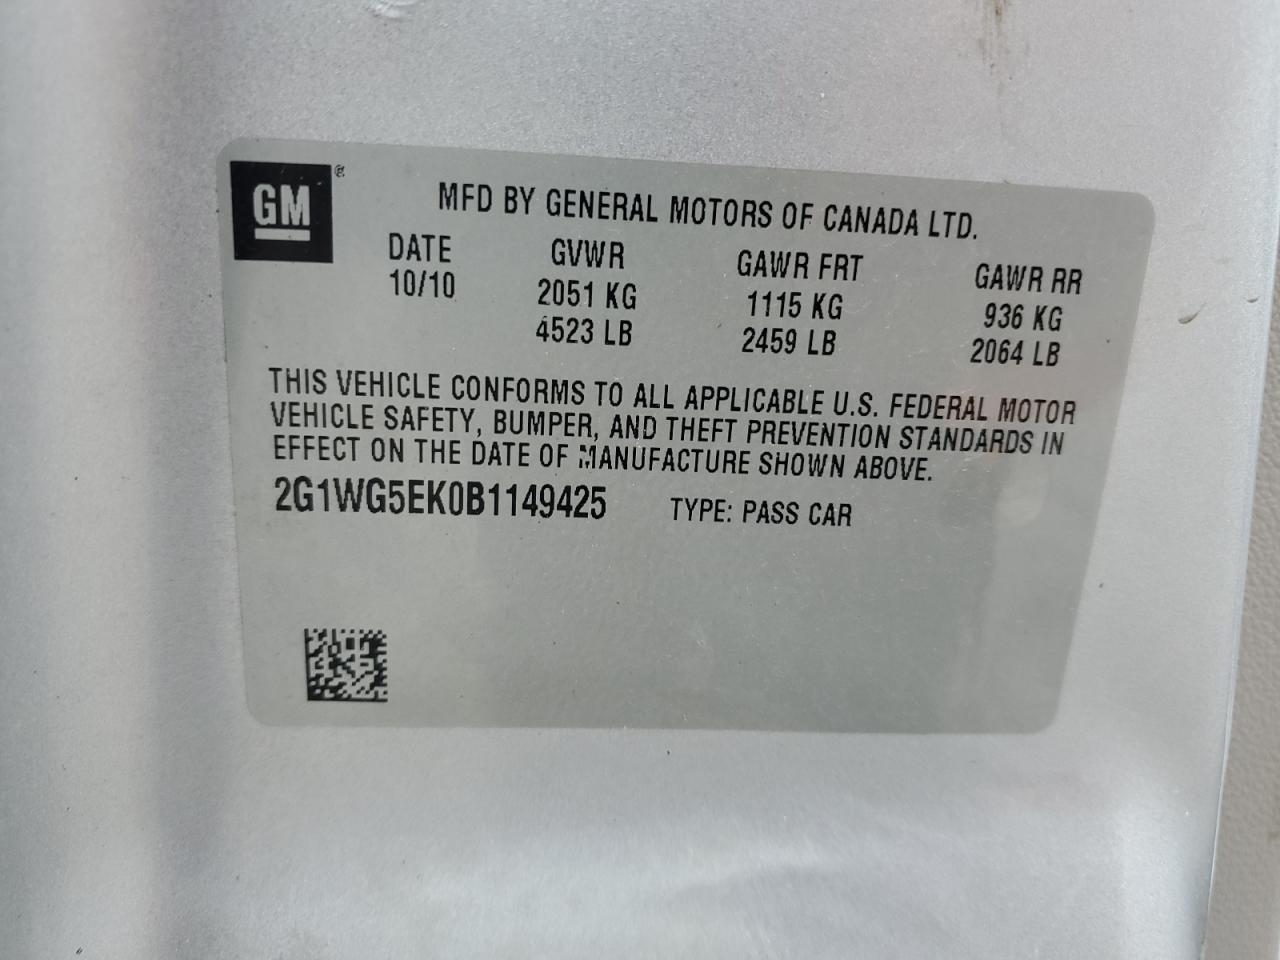 GM ®
MFD BY GENERAL MOTORS OF CANADA LTD.
DATE GVWR GAWR FRT GAWR RR
10/10 2051 KG 1115 KG 936 KG
4523 LB 2459 LB 2064 LB
THIS VEHICLE CONFORMS TO ALL APPLICABLE U.S. FEDERAL MOTOR
VEHICLE SAFETY, BUMPER, AND THEFT PREVENTION STANDARDS IN
EFFECT ON THE DATE OF MANUFACTURE SHOWN ABOVE.
2G1WG5EK0B1149425 TYPE: PASS CAR